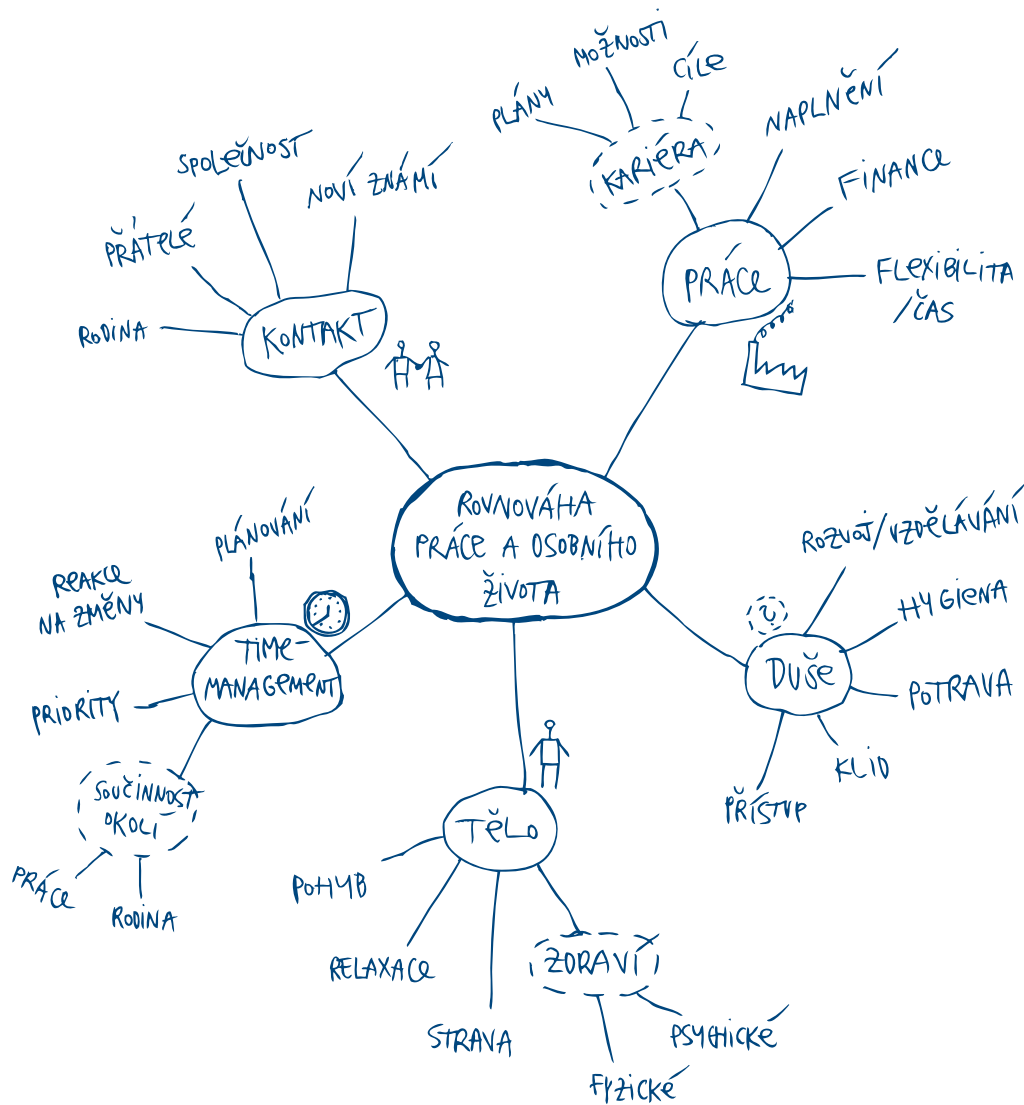 ROVNOVÁHA
PRÁCE A OSOBNÍHO
ŽIVOTA
PRÁCE
KARIÉRA
PLÁNY
MOŽNOSTI
CÍLE
NAPLNĚNÍ
FINANCE
FLEXIBILITA
/ČAS
DUŠE
ROZVOJ/VZDĚLÁVÁNÍ
HYGIENA
POTRAVA
KLID
PŘÍSTUP
TĚLO
ZDRAVÍ
PSYCHICKÉ
FYZICKÉ
STRAVA
RELAXACE
POHYB
TIME-
MANAGEMENT
SOUČINNOST
OKOLÍ
RODINA
PRÁCE
PRIORITY
REAKCE
NA ZMĚNY
PLÁNOVÁNÍ
KONTAKT
RODINA
PŘÁTELÉ
SPOLEČNOST
NOVÍ ZNÁMÍ